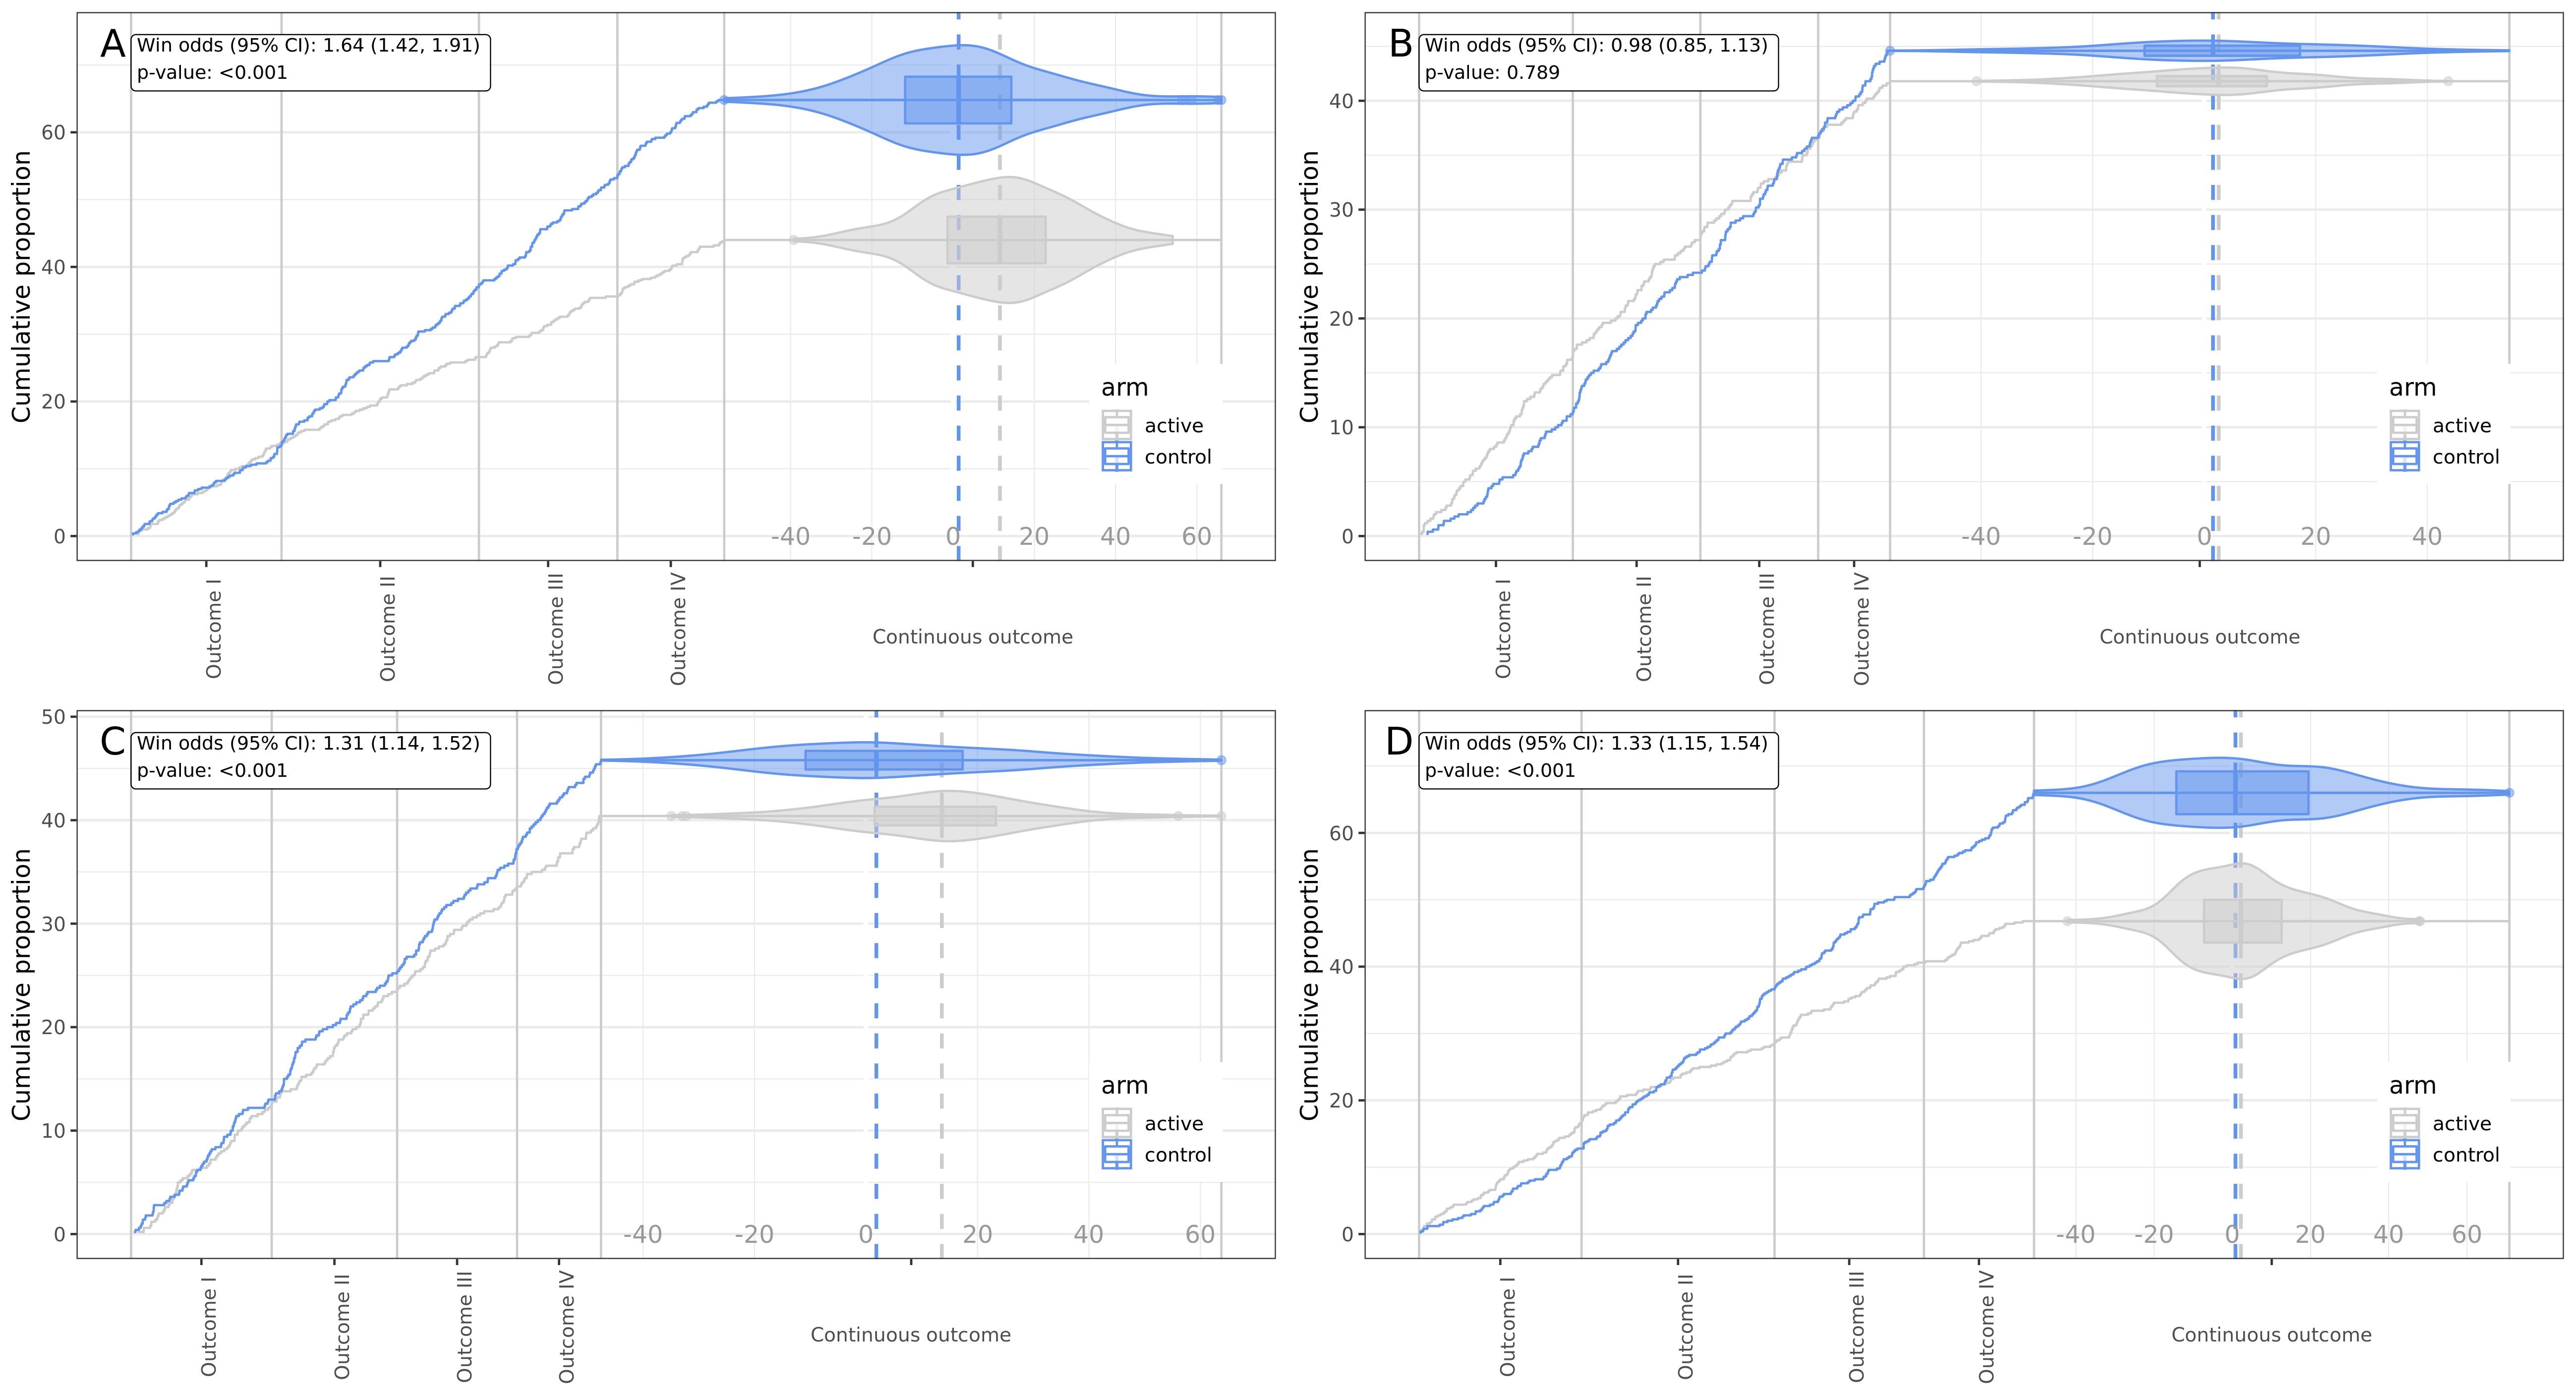 A
Win odds (95% CI): 1.64 (1.42, 1.91)
p-value: <0.001
Cumulative proportion
60
40
20
0
-40 -20 0 20 40 60
arm
active
control
Outcome I
Outcome II
Outcome III
Outcome IV
Continuous outcome
B
Win odds (95% CI): 0.98 (0.85, 1.13)
p-value: 0.789
Cumulative proportion
40
30
20
10
0
-40 -20 0 20 40
arm
active
control
Outcome I
Outcome II
Outcome III
Outcome IV
Continuous outcome
C
Win odds (95% CI): 1.31 (1.14, 1.52)
p-value: <0.001
Cumulative proportion
50
40
30
20
10
0
-40 -20 0 20 40 60
arm
active
control
Outcome I
Outcome II
Outcome III
Outcome IV
Continuous outcome
D
Win odds (95% CI): 1.33 (1.15, 1.54)
p-value: <0.001
Cumulative proportion
60
40
20
0
-40 -20 0 20 40 60
arm
active
control
Outcome I
Outcome II
Outcome III
Outcome IV
Continuous outcome